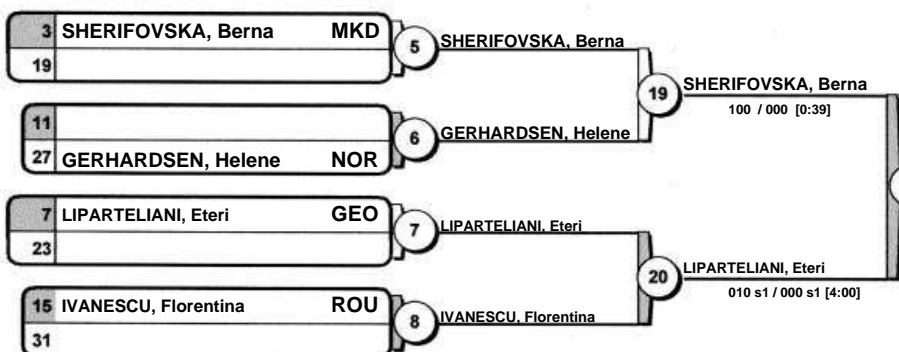 3 SHERIFOVSKA, Berna MKD
19
5
SHERIFOVSKA, Berna
19
SHERIFOVSKA, Berna
100 / 000 [0:39]
11
27 GERHARDSEN, Helene NOR
6
GERHARDSEN, Helene
7 LIPARTELIANI, Eteri GEO
23
7
LIPARTELIANI, Eteri
20
LIPARTELIANI, Eteri
010 s1 / 000 s1 [4:00]
15 IVANESCU, Florentina ROU
31
8
IVANESCU, Florentina